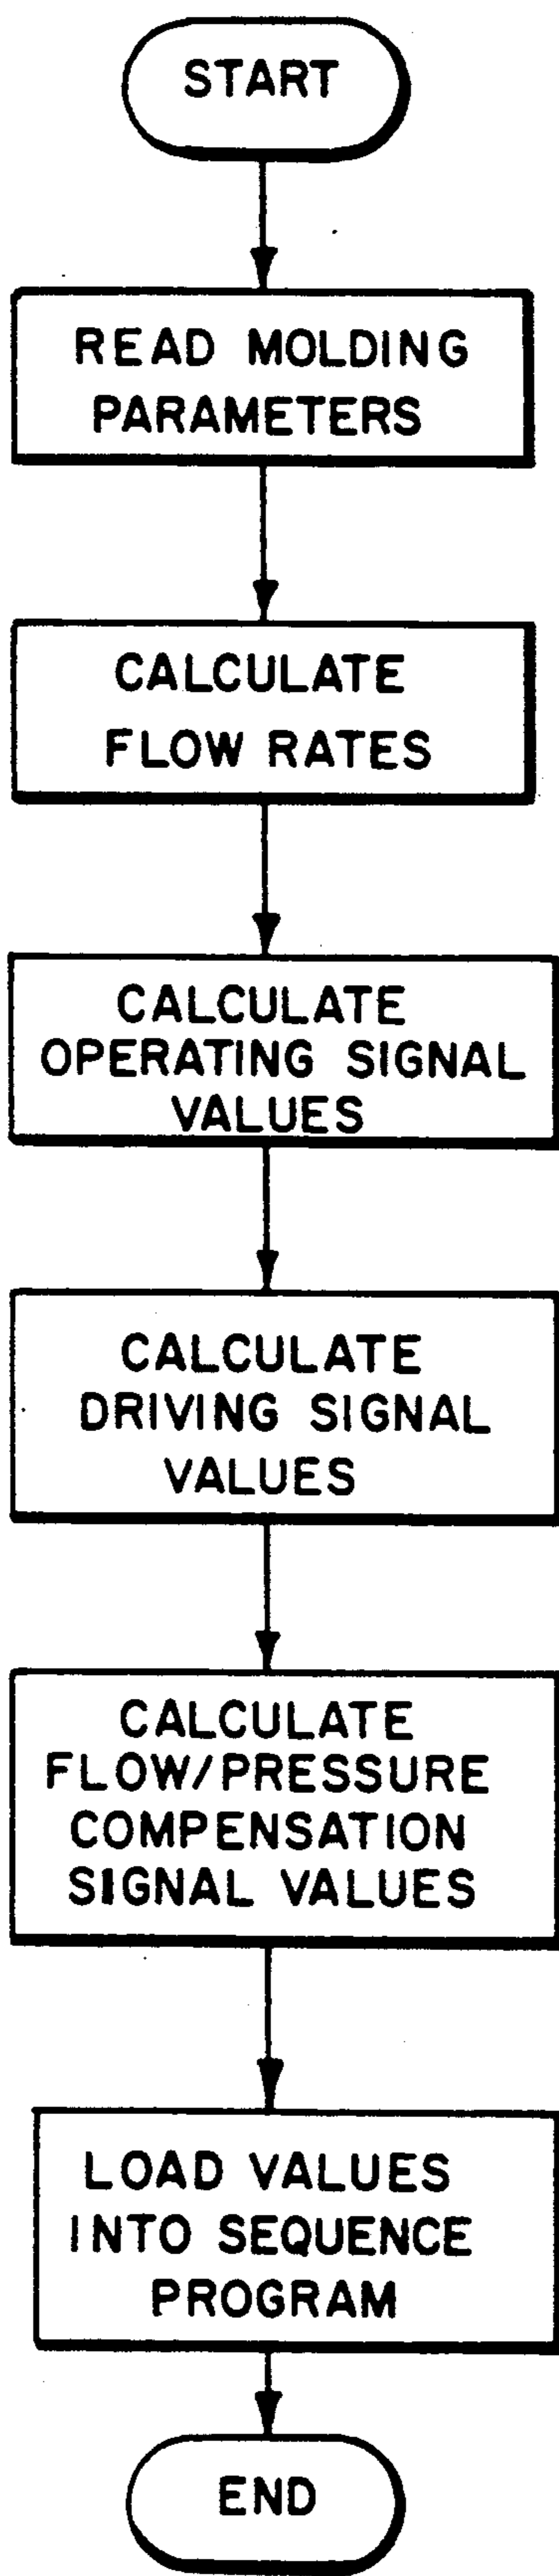 START
READ MOLDING
PARAMETERS
CALCULATE
FLOW RATES
CALCULATE
OPERATING SIGNAL
VALUES
CALCULATE
DRIVING SIGNAL
VALUES
CALCULATE
FLOW/PRESSURE
COMPENSATION
SIGNAL VALUES
LOAD VALUES
INTO SEQUENCE
PROGRAM
END